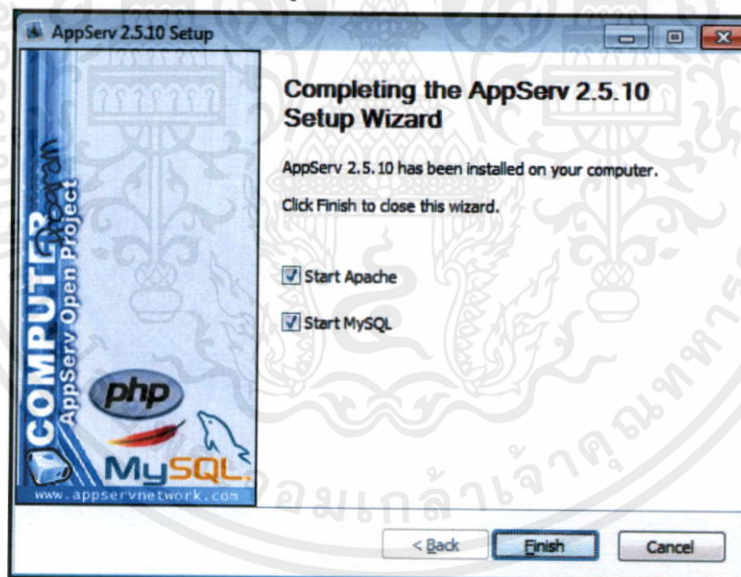 AppServ 2.5.10 Setup
Completing the AppServ 2.5.10
Setup Wizard
AppServ 2.5.10 has been installed on your computer.
Click Finish to close this wizard.
Start Apache
Start MySQL
COMPUTER
Program
AppServ Open Project
php
MySQL
www.appservnetwork.com
< Back
Finish
Cancel